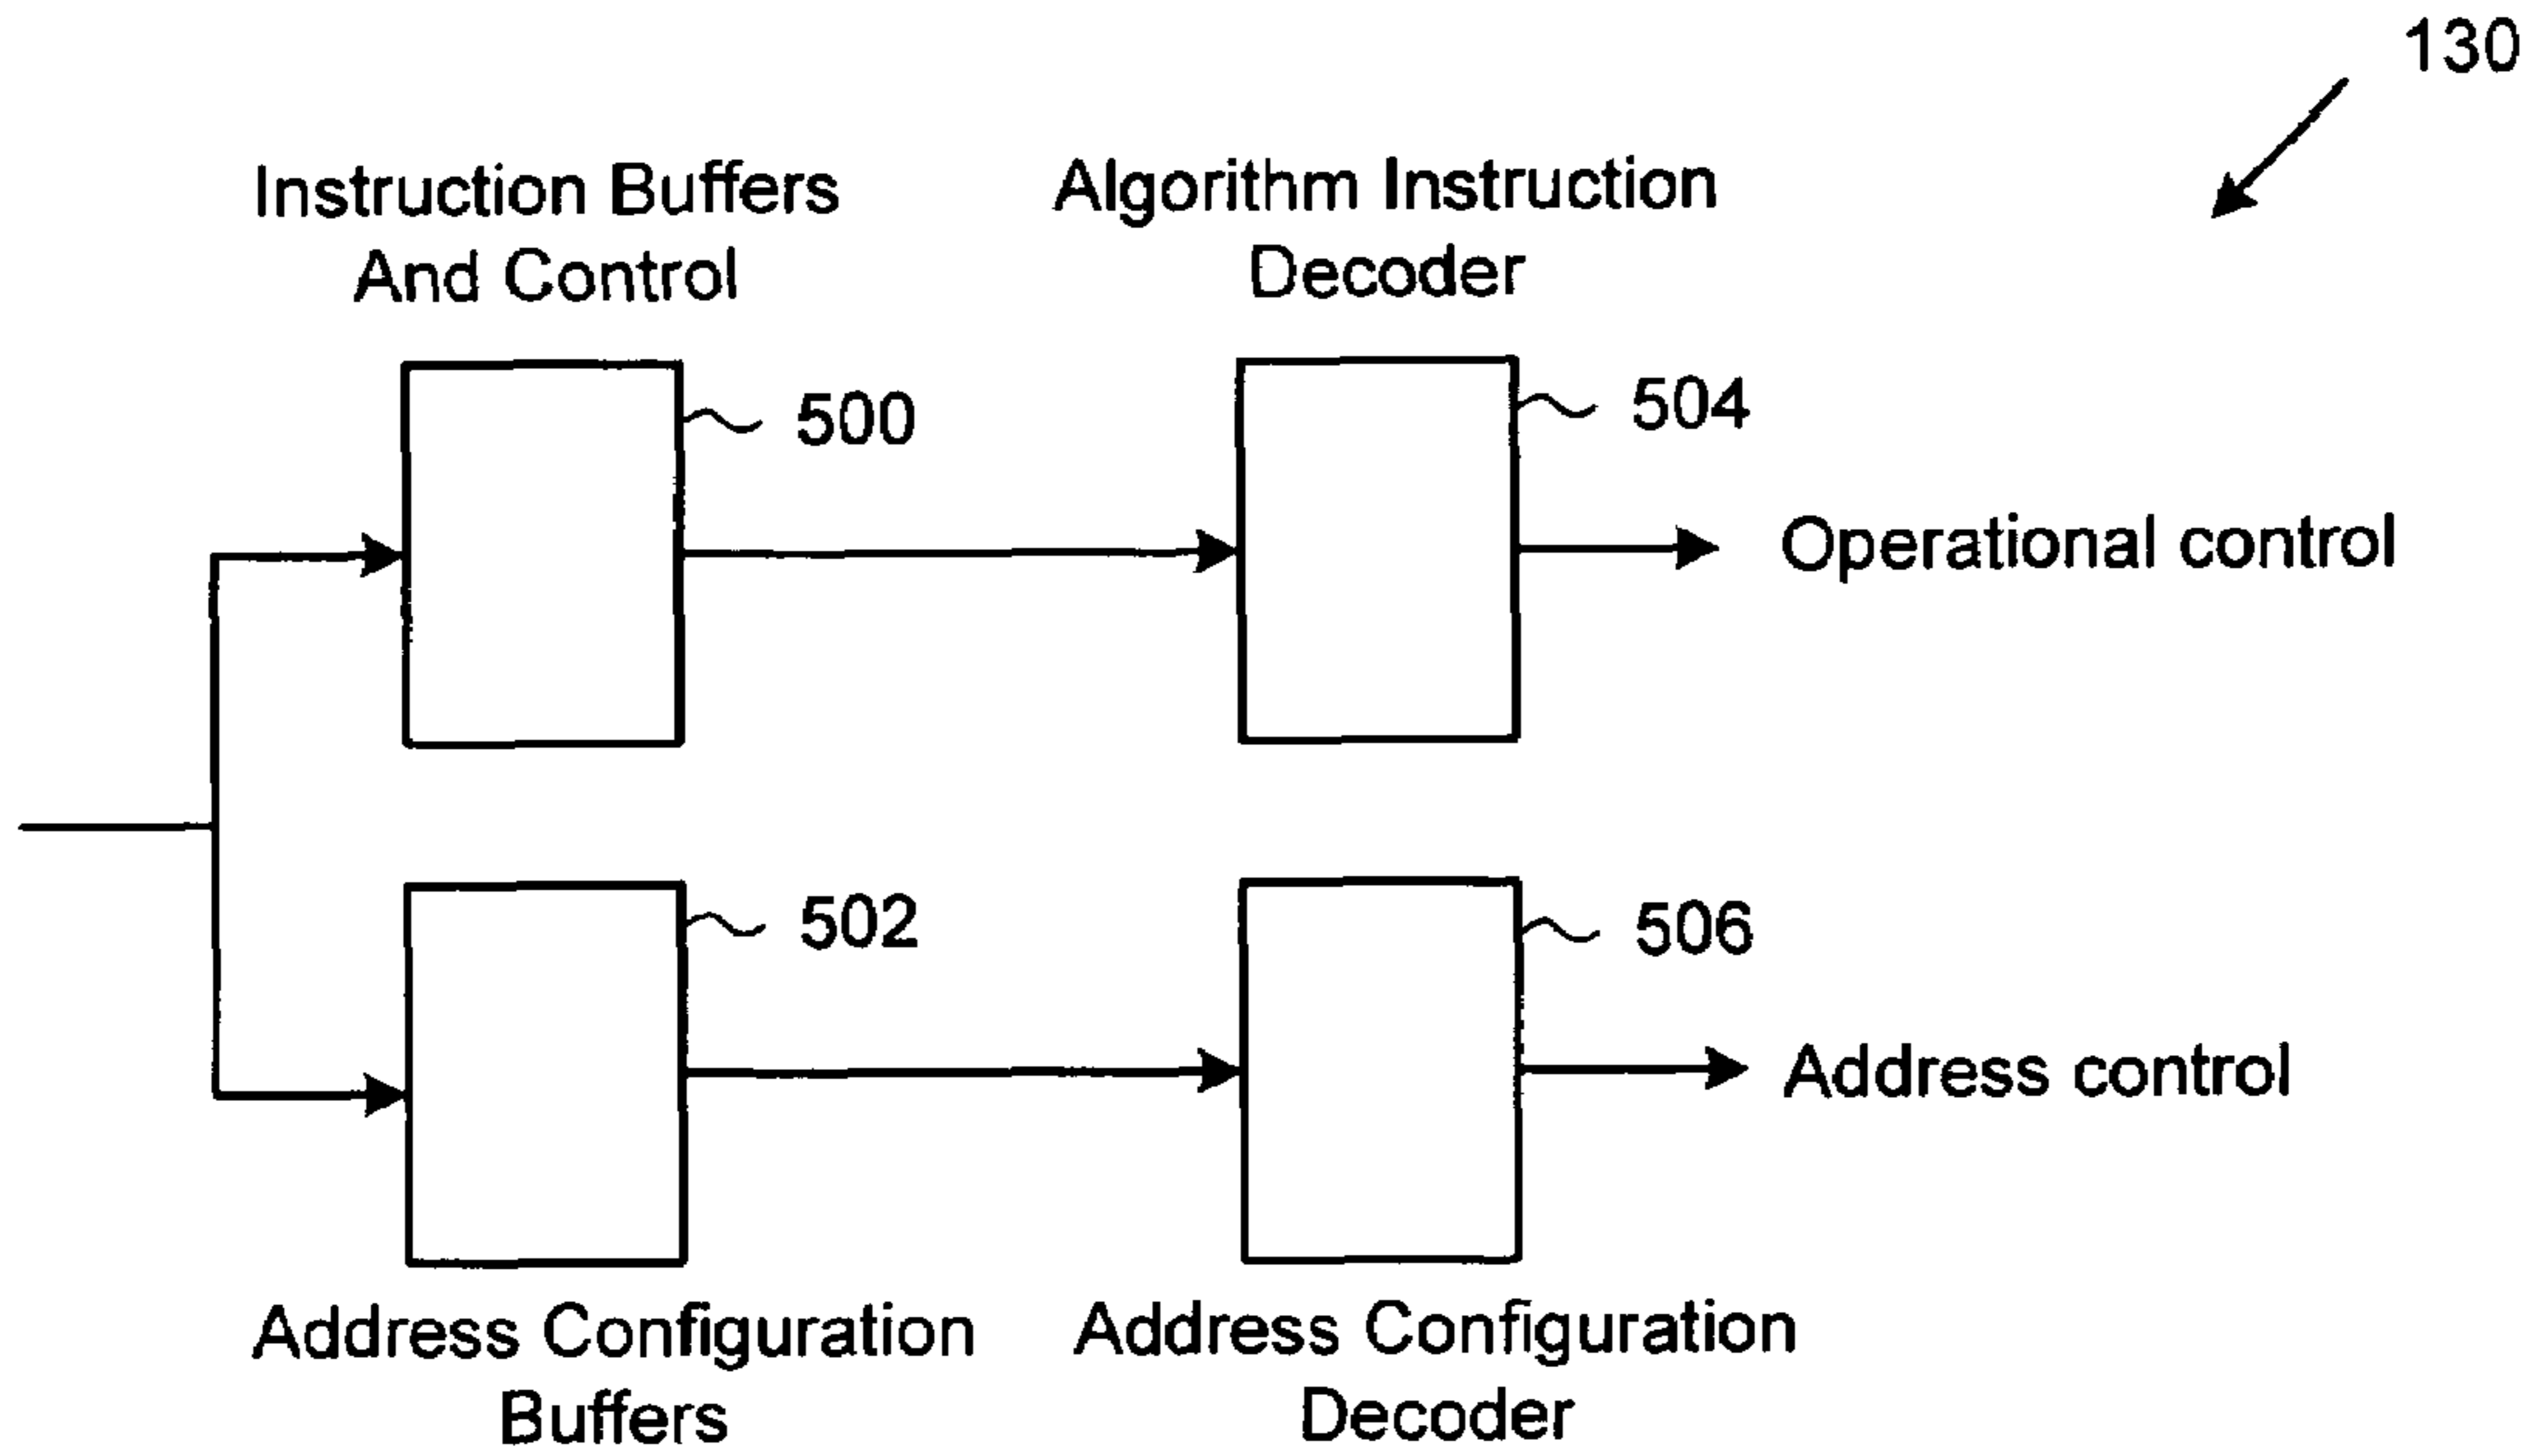 130
Instruction Buffers
And Control
Algorithm Instruction
Decoder
500
504
Operational control
502
506
Address control
Address Configuration
Buffers
Address Configuration
Decoder